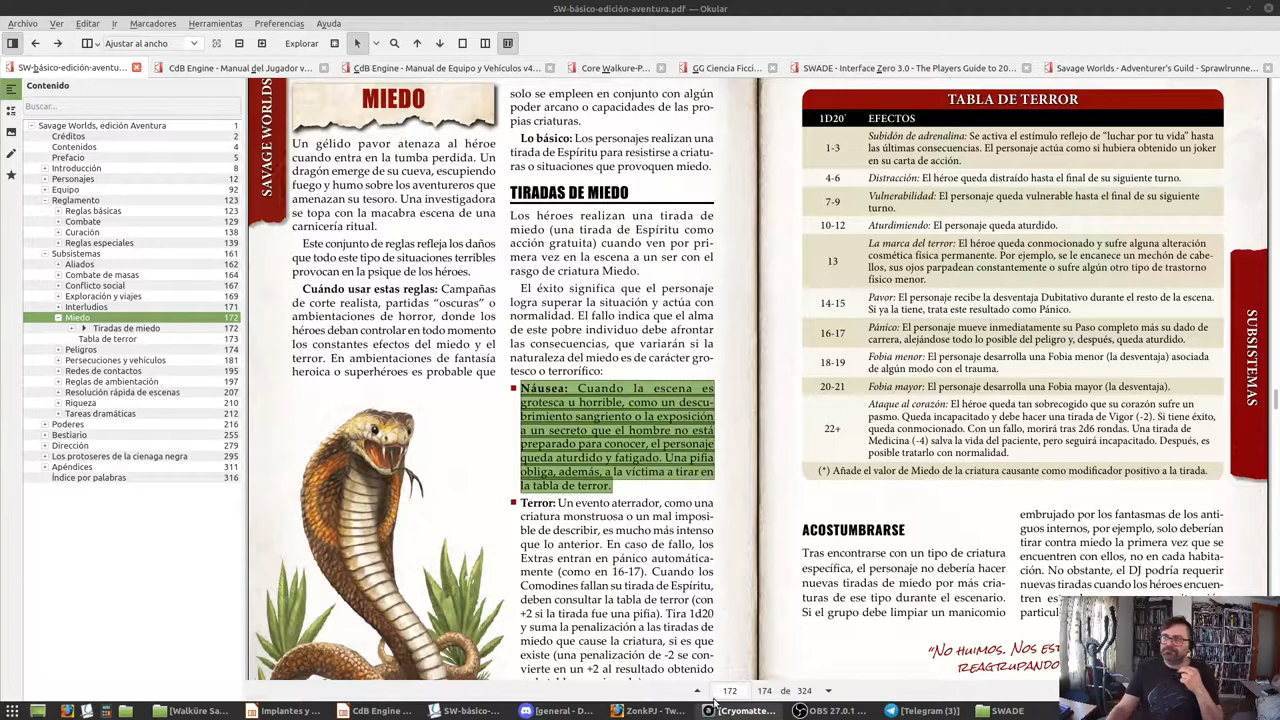 SW-básico-edición-avventura.pdf — Okular
Archivo Ver Editar Ir Marcadores Herramientas Preferencias Ayuda
Ajustar al ancho Explorar
SW-básico-edición-aventu... CdB Engine - Manual del Jugador v... CdB Engine - Manual de Equipo y Vehículos v4... Core Walkure-P... GG Ciencia Ficci... SWADE - Interface Zero 3.0 - The Players Guide to 20... Savage Worlds - Adventurer's Guild - Sprawlrunne...
Contenido
Buscar...
Savage Worlds, edición Aventura 1
Créditos 2
Contenidos 4
Prefacio 5
Introducción 8
Personajes 12
Equipo 92
Reglamento 123
Reglas básicas 123
Combate 129
Curación 138
Reglas especiales 139
Subsistemas 161
Aliados 162
Combate de masas 164
Conflicto social 167
Exploración y viajes 169
Interludios 171
Miedo 172
Tiradas de miedo 172
Tabla de terror 173
Peligros 174
Persecuciones y vehículos 181
Redes de contactos 195
Reglas de ambientación 197
Resolución rápida de escenas 207
Riqueza 210
Tareas dramáticas 212
Poderes 216
Bestiario 255
Dirección 279
Los protoseres de la cienaga negra 295
Apéndices 311
Índice por palabras 316
SAVAGE WORLDS
MIEDO
Un gélido pavor atenaza al héroe
cuando entra en la tumba perdida. Un
dragón emerge de su cueva, escupiendo
fuego y humo sobre los aventureros que
amenazan su tesoro. Una investigadora
se topa con la macabra escena de una
carnicería ritual.
Este conjunto de reglas refleja los daños
que todo este tipo de situaciones terribles
provocan en la psique de los héroes.
Cuándo usar estas reglas: Campañas
de corte realista, partidas “oscuras” o
ambientaciones de horror, donde los
héroes deban controlar en todo momento
los constantes efectos del miedo y el
terror. En ambientaciones de fantasía
heroica o superhéroes es probable que
solo se empleen en conjunto con algún
poder arcano o capacidades de las pro-
pias criaturas.
Lo básico: Los personajes realizan una
tirada de Espíritu para resistirse a criatu-
ras o situaciones que provoquen miedo.
TIRADAS DE MIEDO
Los héroes realizan una tirada de
miedo (una tirada de Espíritu como
acción gratuita) cuando ven por pri-
mera vez en la escena a un ser con el
rasgo de criatura Miedo.
El éxito significa que el personaje
logra superar la situación y actúa con
normalidad. El fallo indica que el alma
de este pobre individuo debe afrontar
las consecuencias, que variarán si la
naturaleza del miedo es de carácter gro-
tesco o terrorífico:
Náusea: Cuando la escena es
grotesca u horrible, como un descu-
brimiento sangriento o la exposición
a un secreto que el hombre no está
preparado para conocer, el personaje
queda aturdido y fatigado. Una pifia
obliga, además, a la víctima a tirar en
la tabla de terror.
Terror: Un evento aterrador, como una
criatura monstruosa o un mal imposi-
ble de describir, es mucho más intenso
que lo anterior. En caso de fallo, los
Extras entran en pánico automática-
mente (como en 16-17). Cuando los
Comodines fallan su tirada de Espíritu,
deben consultar la tabla de terror (con
+2 si la tirada fue una pifia). Tira 1d20
y suma la penalización a las tiradas de
miedo que cause la criatura, si es que
existe (una penalización de -2 se con-
vierte en un +2 al resultado obtenido
TABLA DE TERROR
1D20* EFECTOS
1-3 Subidón de adrenalina: Se activa el estímulo reflejo de “luchar por tu vida” hasta
las últimas consecuencias. El personaje actúa como si hubiera obtenido un joker
en su carta de acción.
4-6 Distracción: El héroe queda distraído hasta el final de su siguiente turno.
7-9 Vulnerabilidad: El personaje queda vulnerable hasta el final de su siguiente
turno.
10-12 Aturdimiento: El personaje queda aturdido.
13 La marca del terror: El héroe queda conmocionado y sufre alguna alteración
cosmética física permanente. Por ejemplo, se le encanece un mechón de cabe-
llos, sus ojos parpadean constantemente o sufre algún otro tipo de trastorno
físico menor.
14-15 Pavor: El personaje recibe la desventaja Dubitativo durante el resto de la escena.
Si ya la tiene, trata este resultado como Pánico.
16-17 Pánico: El personaje mueve inmediatamente su Paso completo más su dado de
carrera, alejándose todo lo posible del peligro y, después, queda aturdido.
18-19 Fobia menor: El personaje desarrolla una Fobia menor (la desventaja) asociada
de algún modo con el trauma.
20-21 Fobia mayor: El personaje desarrolla una Fobia mayor (la desventaja).
22+ Ataque al corazón: El héroe queda tan sobrecogido que su corazón sufre un
pasmo. Queda incapacitado y debe hacer una tirada de Vigor (-2). Si tiene éxito,
queda conmocionado. Con un fallo, morirá tras 2d6 rondas. Una tirada de
Medicina (-4) salva la vida del paciente, pero seguirá incapacitado. Después, es
posible tratarlo con normalidad.
(*) Añade el valor de Miedo de la criatura causante como modificador positivo a la tirada.
ACOSTUMBRARSE
Tras encontrarse con un tipo de criatura
específica, el personaje no debería hacer
nuevas tiradas de miedo por más cria-
turas de ese tipo durante el escenario.
Si el grupo debe limpiar un manicomio
embrujado por los fantasmas de los anti-
guos internos, por ejemplo, solo deberían
tirar contra miedo la primera vez que se
encuentren con ellos, no en cada habita-
ción. No obstante, el DJ podría requerir
nuevas tiradas cuando los héroes encuen-
tren es
particul
“No huimos. Nos est
reagrupando
SUBSISTEMAS
172 174 de 324
[Walküre Sav... Implantes y ... CdB Engine ... SW-básico-... [general - D... ZonkPJ - Tw... [Cryomatte... OBS 27.0.1 ... [Telegram (3)] [SWADE]